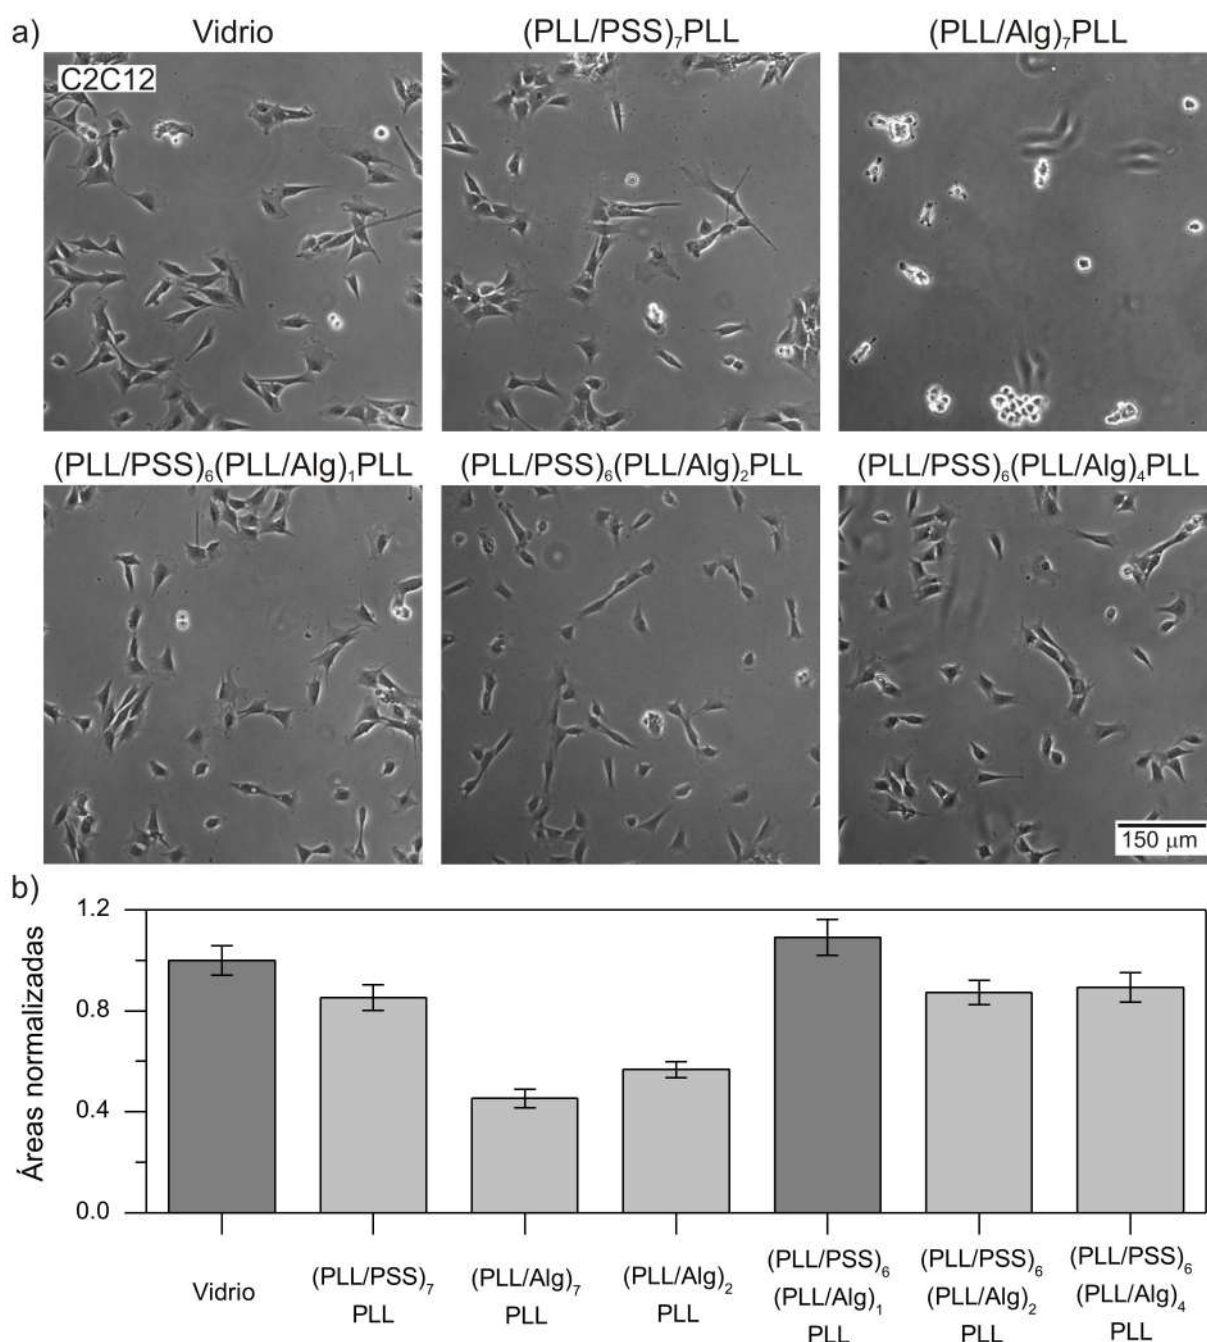 a)
Vidrio
(PLL/PSS)₇PLL
(PLL/Alg)₇PLL
C2C12
(PLL/PSS)₆(PLL/Alg)₁PLL
(PLL/PSS)₆(PLL/Alg)₂PLL
(PLL/PSS)₆(PLL/Alg)₄PLL
150 μm
b)
Áreas normalizadas
1.2
0.8
0.4
0.0
Vidrio
(PLL/PSS)₇
PLL
(PLL/Alg)₇
PLL
(PLL/Alg)₂
PLL
(PLL/PSS)₆
(PLL/Alg)₁
PLL
(PLL/PSS)₆
(PLL/Alg)₂
PLL
(PLL/PSS)₆
(PLL/Alg)₄
PLL